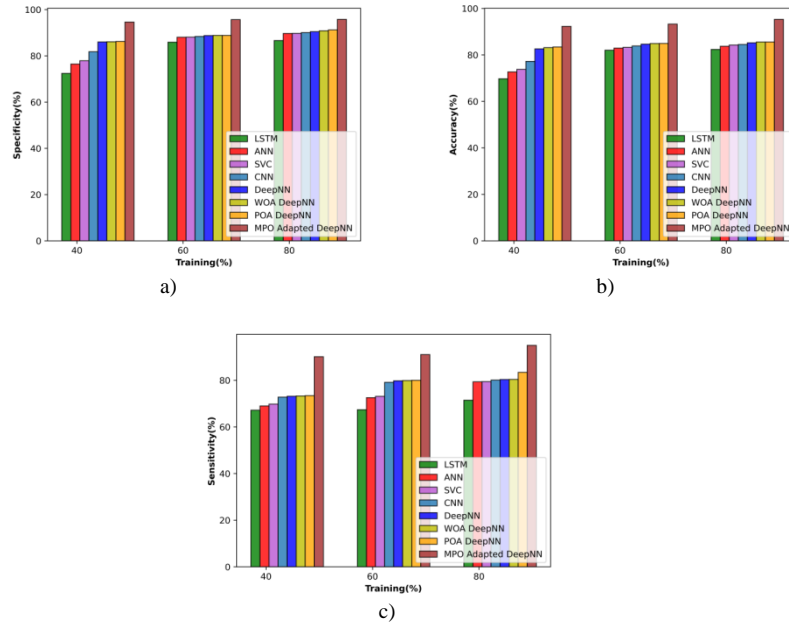 100
80
60
40
20
0
Specificity(%)
LSTM
ANN
SVC
CNN
DeepNN
WOA DeepNN
POA DeepNN
MPO Adapted DeepNN
40
60
80
Training(%)
a)
100
80
60
40
20
0
Accuracy(%)
LSTM
ANN
SVC
CNN
DeepNN
WOA DeepNN
POA DeepNN
MPO Adapted DeepNN
40
60
80
Training(%)
b)
80
60
40
20
0
Sensitivity(%)
LSTM
ANN
SVC
CNN
DeepNN
WOA DeepNN
POA DeepNN
MPO Adapted DeepNN
40
60
80
Training(%)
c)